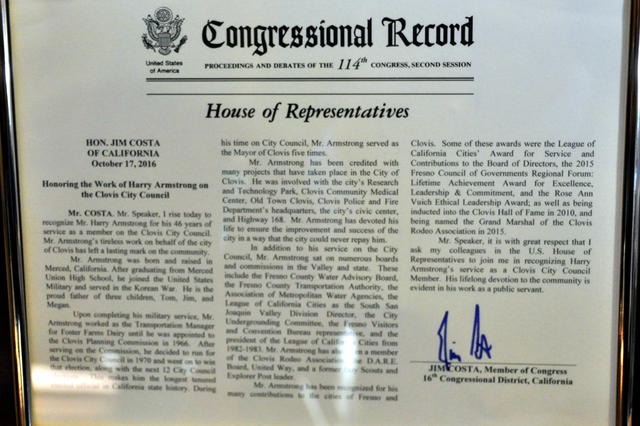 Congressional Record
United States
of America
PROCEEDINGS AND DEBATES OF THE 114th CONGRESS, SECOND SESSION
House of Representatives
HON. JIM COSTA
OF CALIFORNIA
October 17, 2016
Honoring the Work of Harry Armstrong on
the Clovis City Council
Mr. COSTA. Mr. Speaker, I rise today to
recognize Mr. Harry Armstrong for his 46 years of
service as a member on the Clovis City Council.
Mr. Armstrong's tireless work on behalf of the city
of Clovis has left a lasting mark on the community.
Mr. Armstrong was born and raised in
Merced, California. After graduating from Merced
Union High School, he joined the United States
Military and served in the Korean War. He is the
proud father of three children, Tom, Jim, and
Megan.
Upon completing his military service, Mr.
Armstrong worked as the Transportation Manager
for Foster Farms Dairy until he was appointed to
the Clovis Planning Commission in 1966. After
serving on the Commission, he decided to run for
the Clovis City Council in 1970 and went on to win
that election, along with the next 12 City Council
This makes him the longest tenured
elected official in California state history. During
his time on City Council, Mr. Armstrong served as
the Mayor of Clovis five times.
Mr. Armstrong has been credited with
many projects that have taken place in the City of
Clovis. He was involved with the city's Research
and Technology Park, Clovis Community Medical
Center, Old Town Clovis, Clovis Police and Fire
Department's headquarters, the city's civic center,
and Highway 168. Mr. Armstrong has devoted his
life to ensure the improvement and success of the
city in a way that the city could never repay him.
In addition to his service on the City
Council, Mr. Armstrong sat on numerous boards
and commissions in the Valley and state. These
include the Fresno County Water Advisory Board,
the Fresno County Transportation Authority, the
Association of Metropolitan Water Agencies, the
League of California Cities as the South San
Joaquin Valley Division Director, the City
Undergrounding Committee, the Fresno Visitors
and Convention Bureau representative, and the
president of the League of California Cities from
1982-1983. Mr. Armstrong has also been a member
of the Clovis Rodeo Association, the D.A.R.E.
Board, United Way, and a former Boy Scouts and
Explorer Post leader.
Mr. Armstrong has been recognized for his
many contributions to the cities of Fresno and
Clovis. Some of these awards were the League of
California Cities' Award for Service and
Contributions to the Board of Directors, the 2015
Fresno Council of Governments Regional Forum:
Lifetime Achievement Award for Excellence,
Leadership & Commitment, and the Rose Ann
Vuich Ethical Leadership Award; as well as being
inducted into the Clovis Hall of Fame in 2010, and
being named the Grand Marshal of the Clovis
Rodeo Association in 2015.
Mr. Speaker, it is with great respect that I
ask my colleagues in the U.S. House of
Representatives to join me in recognizing Harry
Armstrong's service as a Clovis City Council
Member. His lifelong devotion to the community is
evident in his work as a public servant.
JIM COSTA, Member of Congress
16th Congressional District, California